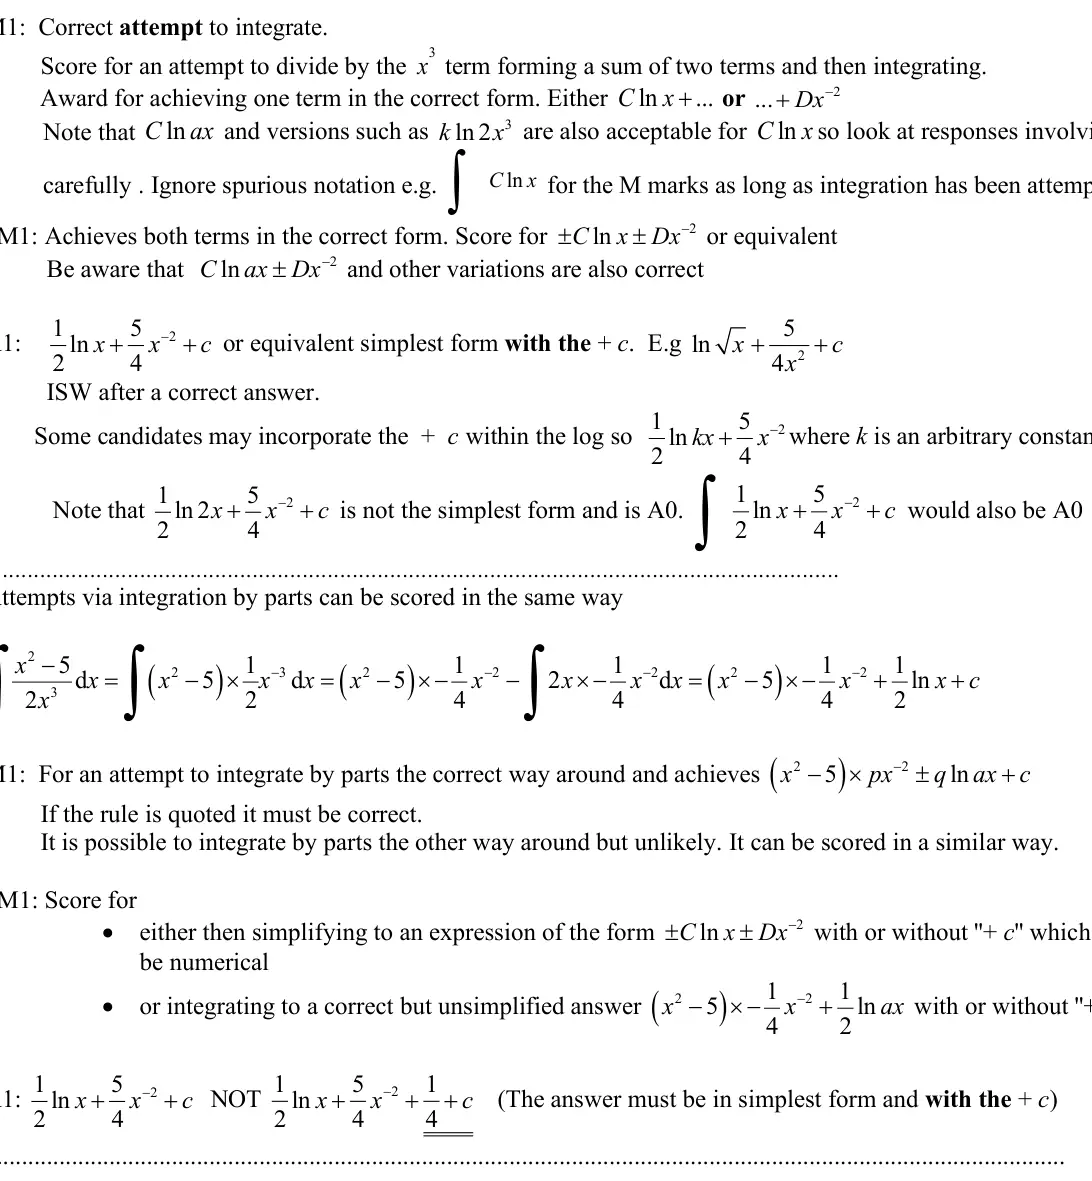 M1: Correct attempt to integrate.
Score for an attempt to divide by the x³ term forming a sum of two terms and then integrating.
Award for achieving one term in the correct form. Either C ln x + ... or ... + Dx⁻²
Note that C ln ax and versions such as k ln 2x³ are also acceptable for C ln x so look at responses involvi
carefully . Ignore spurious notation e.g. ∫ C ln x for the M marks as long as integration has been attemp
M1: Achieves both terms in the correct form. Score for ±C ln x ± Dx⁻² or equivalent
Be aware that C ln ax ± Dx⁻² and other variations are also correct
1: 1/2 ln x + 5/4 x⁻² + c or equivalent simplest form with the + c. E.g ln √x + 5/(4x²) + c
ISW after a correct answer.
Some candidates may incorporate the + c within the log so 1/2 ln kx + 5/4 x⁻² where k is an arbitrary constan
Note that 1/2 ln 2x + 5/4 x⁻² + c is not the simplest form and is A0. ∫ 1/2 ln x + 5/4 x⁻² + c would also be A0
ttempts via integration by parts can be scored in the same way
∫ (x² − 5)/(2x³) dx = ∫ (x² − 5) × 1/2 x⁻³ dx = (x² − 5) × − 1/4 x⁻² − ∫ 2x × − 1/4 x⁻² dx = (x² − 5) × − 1/4 x⁻² + 1/2 ln x + c
M1: For an attempt to integrate by parts the correct way around and achieves (x² − 5) × px⁻² ± q ln ax + c
If the rule is quoted it must be correct.
It is possible to integrate by parts the other way around but unlikely. It can be scored in a similar way.
M1: Score for
• either then simplifying to an expression of the form ±C ln x ± Dx⁻² with or without "+ c" which
be numerical
• or integrating to a correct but unsimplified answer (x² − 5) × − 1/4 x⁻² + 1/2 ln ax with or without "+
1: 1/2 ln x + 5/4 x⁻² + c NOT 1/2 ln x + 5/4 x⁻² + 1/4 + c (The answer must be in simplest form and with the + c)